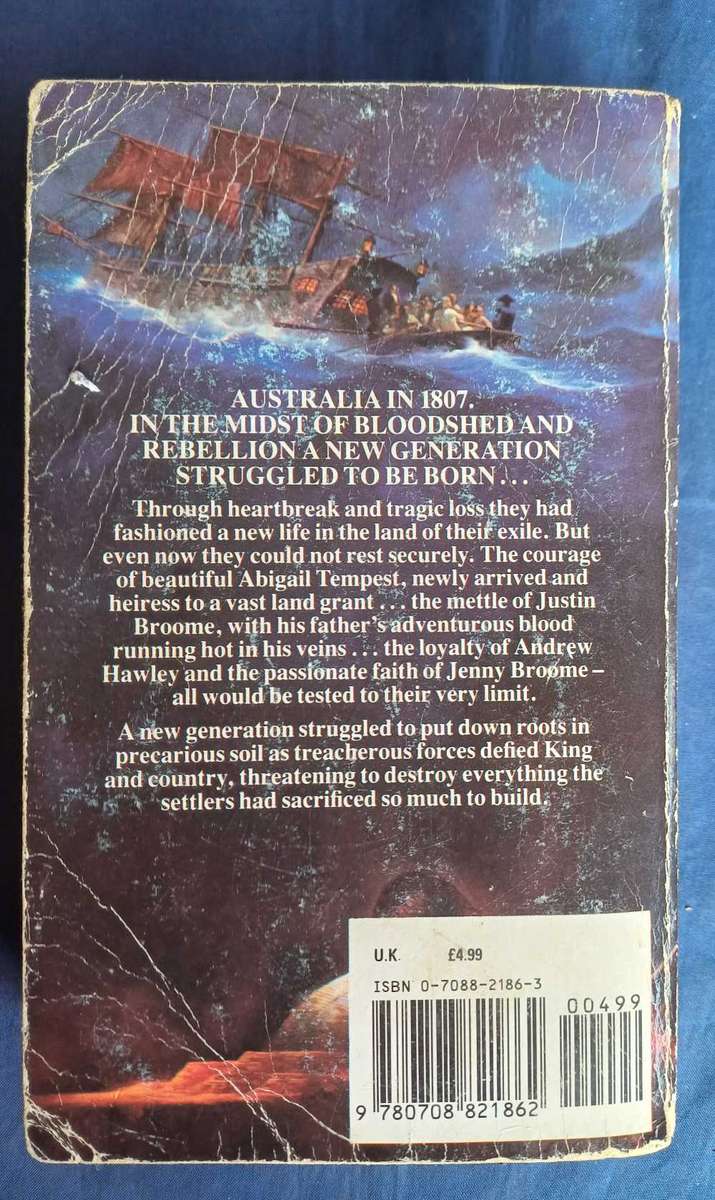 AUSTRALIA IN 1807.
IN THE MIDST OF BLOODSHED AND
REBELLION A NEW GENERATION
STRUGGLED TO BE BORN...
Through heartbreak and tragic loss they had
fashioned a new life in the land of their exile. But
even now they could not rest securely. The courage
of beautiful Abigail Tempest, newly arrived and
heiress to a vast land grant... the mettle of Justin
Broome, with his father's adventurous blood
running hot in his veins... the loyalty of Andrew
Hawley and the passionate faith of Jenny Broome –
all would be tested to their very limit.
A new generation struggled to put down roots in
precarious soil as treacherous forces defied King
and country, threatening to destroy everything the
settlers had sacrificed so much to build.
U.K. £4.99
ISBN 0-7088-2186-3
00499
9 780708 821862